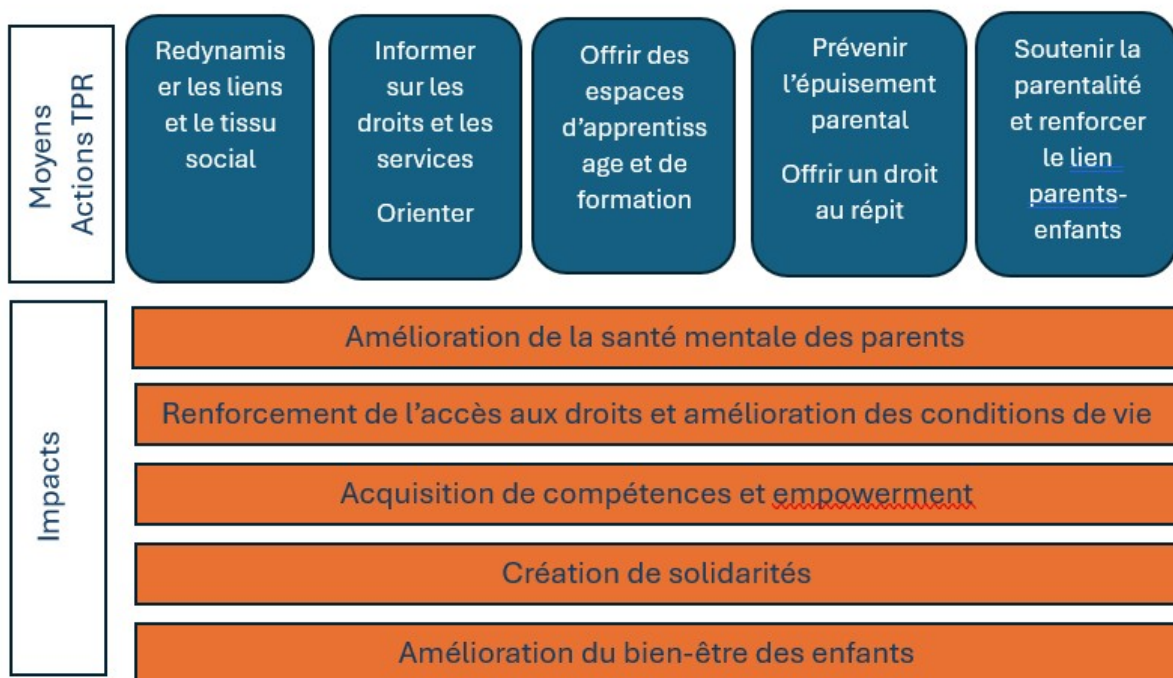 Moyens
Actions TPR
Redynamis
er les liens
et le tissu
social
Informer
sur les
droits et les
services
Orienter
Offrir des
espaces
d’apprentiss
age et de
formation
Prévenir
l’épuisement
parental
Offrir un droit
au répit
Soutenir la
parentalité
et renforcer
le lien
parents-
enfants
Impacts
Amélioration de la santé mentale des parents
Renforcement de l’accès aux droits et amélioration des conditions de vie
Acquisition de compétences et empowerment
Création de solidarités
Amélioration du bien-être des enfants